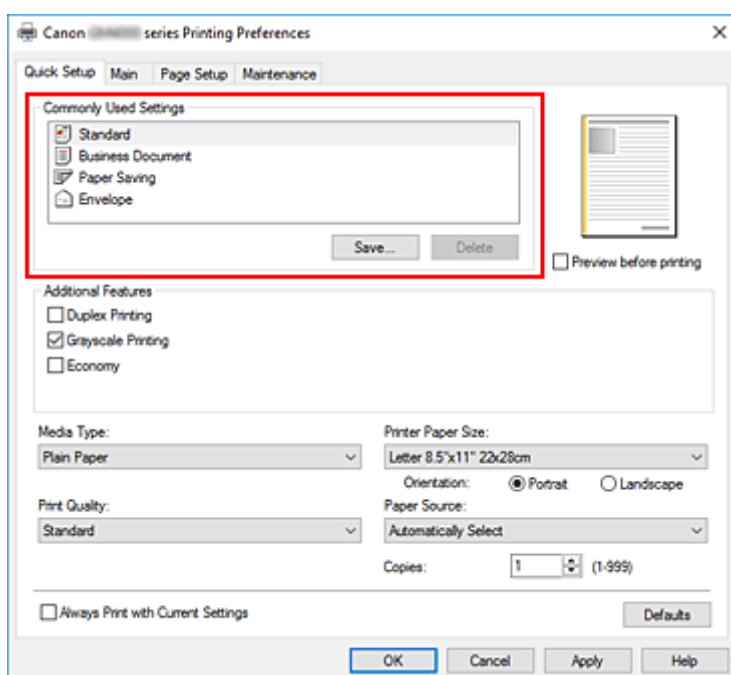 Canon series Printing Preferences
Quick Setup Main Page Setup Maintenance
Commonly Used Settings
Standard
Business Document
Paper Saving
Envelope
Save... Delete
Preview before printing
Additional Features
Duplex Printing
Grayscale Printing
Economy
Media Type: Printer Paper Size:
Plain Paper Letter 8.5"x11" 22x28cm
Orientation: Portrait Landscape
Print Quality: Paper Source:
Standard Automatically Select
Copies: 1 (1-999)
Always Print with Current Settings Defaults
OK Cancel Apply Help